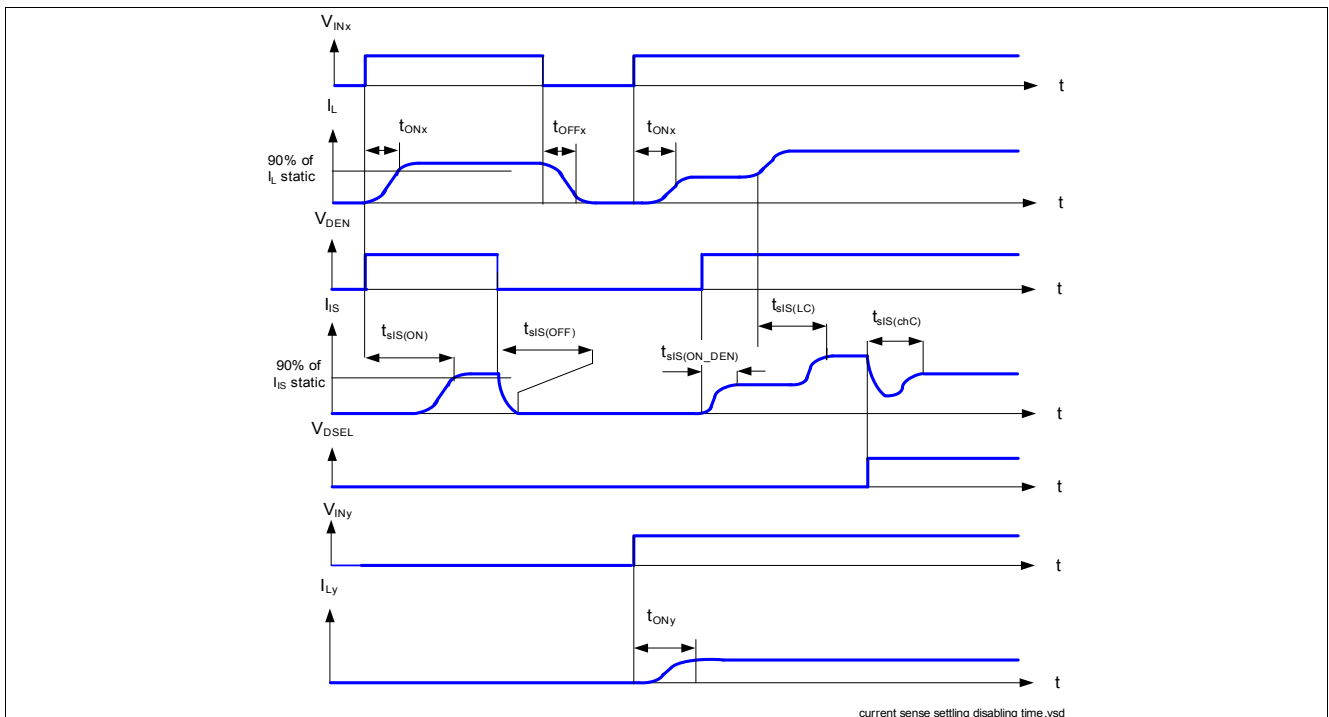 V_INx
t
I_L
t_ONx
t_OFFx
t_ONx
90% of
I_L static
t
V_DEN
t
I_IS
t_sIS(ON)
t_sIS(OFF)
t_sIS(LC)
t_sIS(chC)
t_sIS(ON_DEN)
90% of
I_IS static
t
V_DSEL
t
V_INy
t
I_Ly
t_ONy
t
current sense settling disabling time.vsd